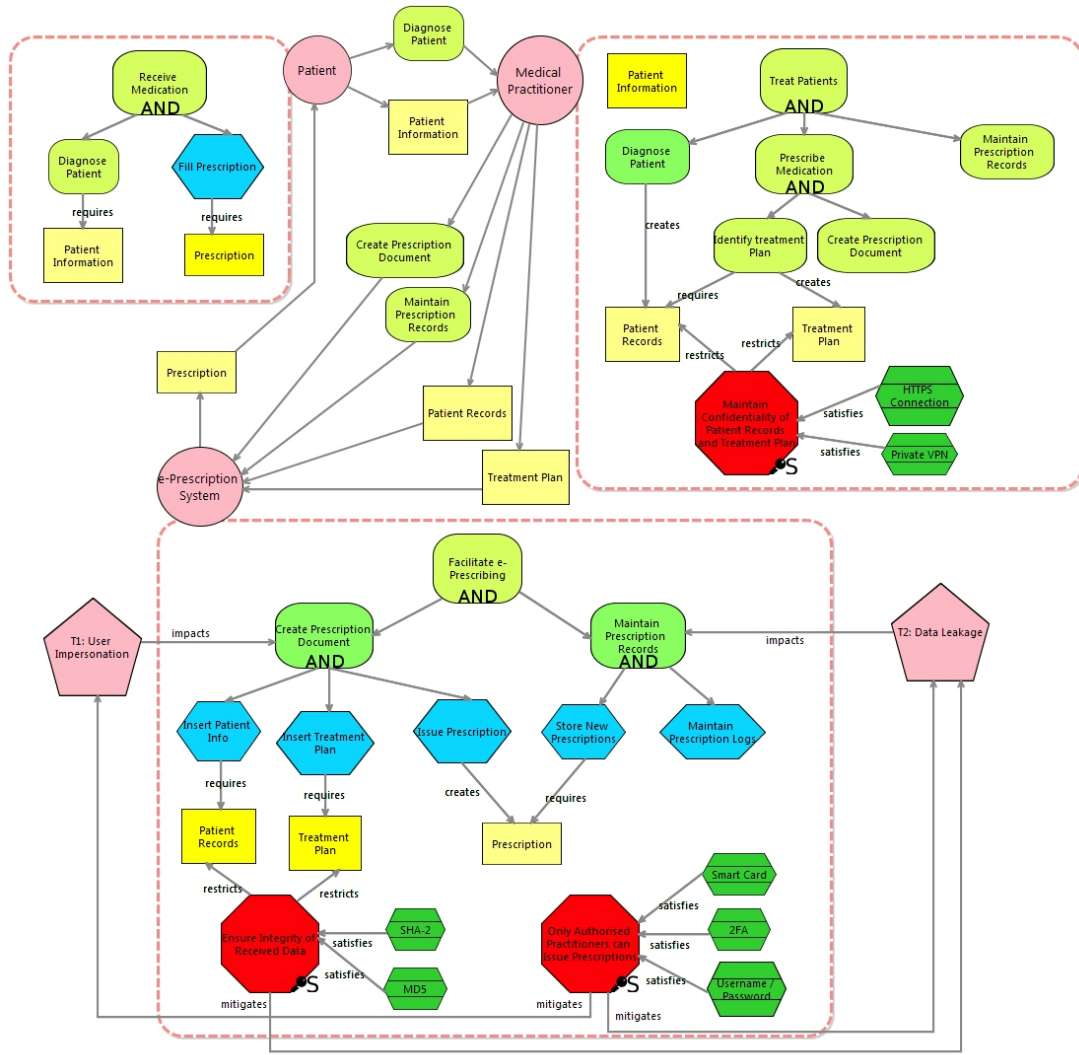 Receive
Medication
AND
Diagnose
Patient
Fill Prescription
requires
requires
Patient
Information
Prescription
Patient
Diagnose
Patient
Patient
Information
Medical
Practitioner
Create Prescription
Document
Maintain
Prescription
Records
Prescription
Patient Records
Treatment Plan
e-Prescription
System
Patient
Information
Treat Patients
AND
Diagnose
Patient
Prescribe
Medication
AND
Maintain
Prescription
Records
creates
Identify treatment
Plan
Create Prescription
Document
requires
creates
Patient
Records
Treatment
Plan
restricts
restricts
Maintain
Confidentiality of
Patient Records
and Treatment Plan
S
HTTPS
Connection
satisfies
Private VPN
satisfies
Facilitate e-
Prescribing
AND
T1: User
Impersonation
impacts
Create Prescription
Document
AND
Maintain
Prescription
Records
AND
impacts
T2: Data Leakage
Insert Patient
Info
Insert Treatment
Plan
Issue Prescription
Store New
Prescriptions
Maintain
Prescription Logs
requires
requires
creates
requires
Patient
Records
Treatment
Plan
Prescription
restricts
restricts
Ensure Integrity of
Received Data
S
SHA-2
satisfies
MD5
satisfies
Only Authorised
Practitioners can
Issue Prescriptions
S
Smart Card
satisfies
2FA
satisfies
Username /
Password
satisfies
mitigates
mitigates
mitigates